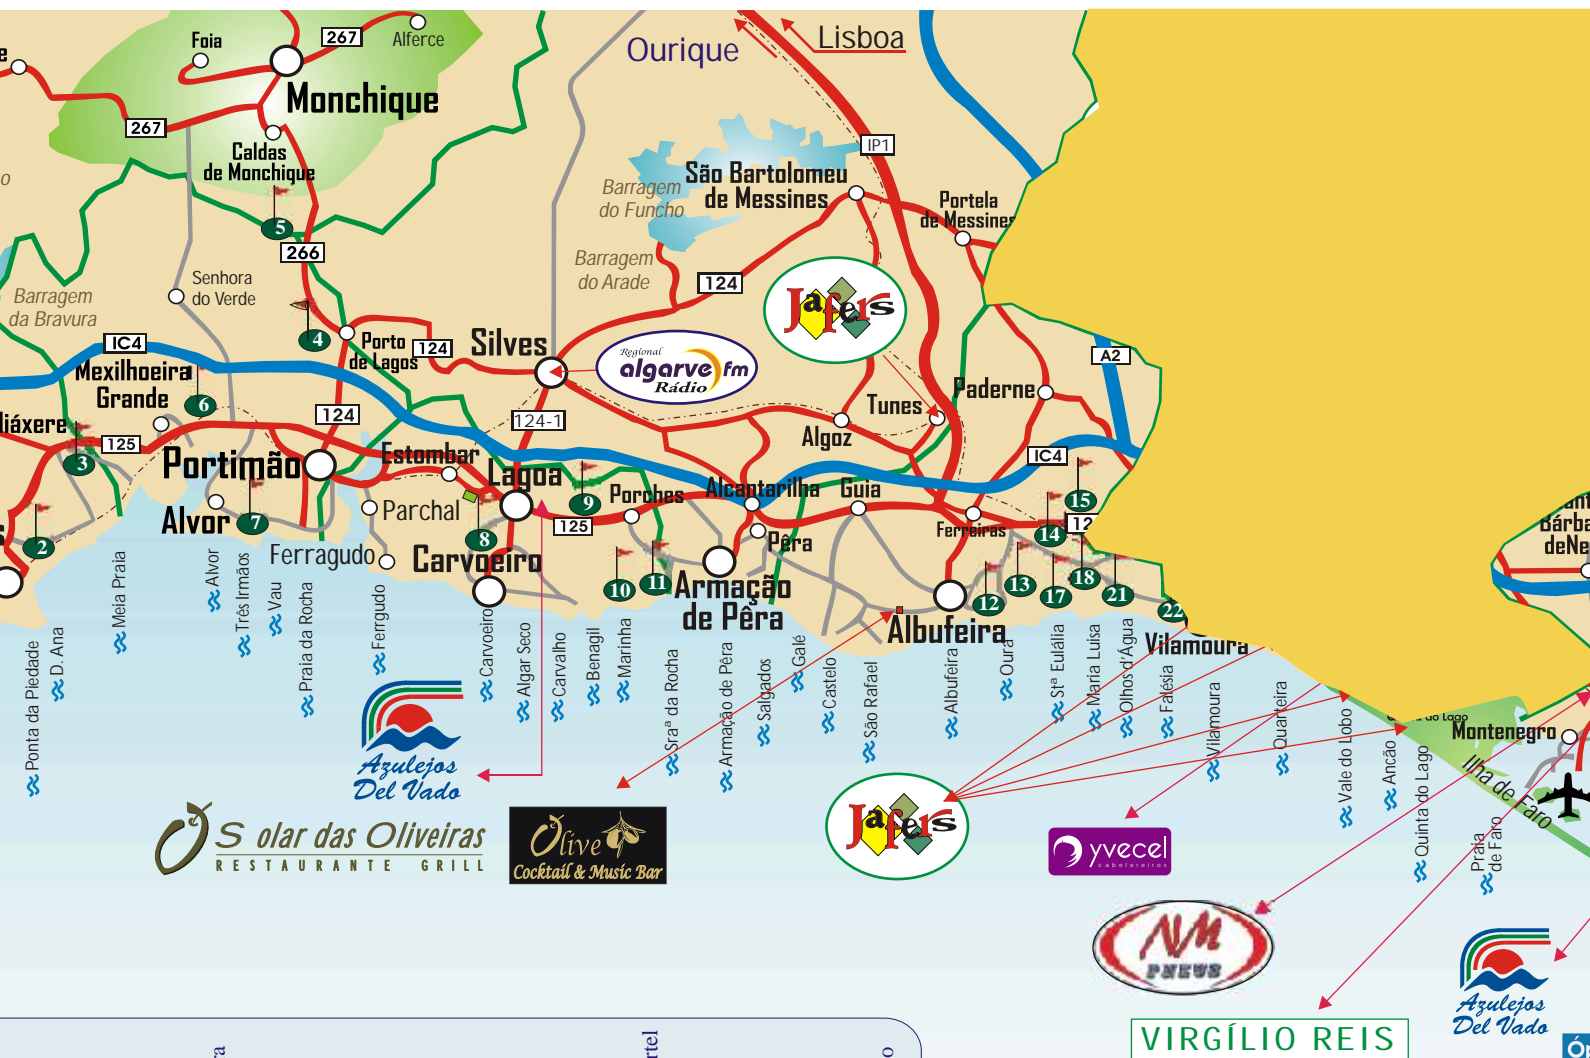 Foia
267
Alferce
Ourique
Lisboa
Monchique
267
Caldas
de Monchique
IP1
São Bartolomeu
de Messines
Barragem
do Funcho
Portela
de Messines
5
266
Barragem
do Arade
124
Senhora
do Verde
Barragem
da Bravura
Jafers
4
Porto
de Lagos
124
Silves
Regional
algarve fm
Rádio
IC4
A2
Mexilhoeira
Grande
6
124
124-1
Paderne
Tunes
Algoz
125
3
Portimão
Estombar
Lagoa
IC4
9
Porches
Alcantarilha
Guia
15
Alvor
7
Parchal
8
125
Ferreiras
14
12
2
Ferragudo
Carvoeiro
Pêra
10
11
Armação
de Pêra
12
13
17
18
21
22
Albufeira
Vilamoura
Ponta da Piedade
D. Ana
Meia Praia
Alvor
Três Irmãos
Vau
Praia da Rocha
Ferrgudo
Carvoeiro
Algar Seco
Carvalho
Benagil
Marinha
Srª da Rocha
Armação de Pêra
Salgados
Galé
Castelo
São Rafael
Albufeira
Oura
Stª Eulália
Maria Luisa
Olhos d'Água
Falésia
Vilamoura
Quarteira
Vale do Lobo
Ancão
Quinta do Lago
Praia
de Faro
do Lago
Montenegro
Ilha de Faro
Azulejos
Del Vado
Solar das Oliveiras
RESTAURANTE GRILL
Olive
Cocktail & Music Bar
Jafers
yvecel
cabeleireiros
NM
PNEUS
Azulejos
Del Vado
VIRGÍLIO REIS